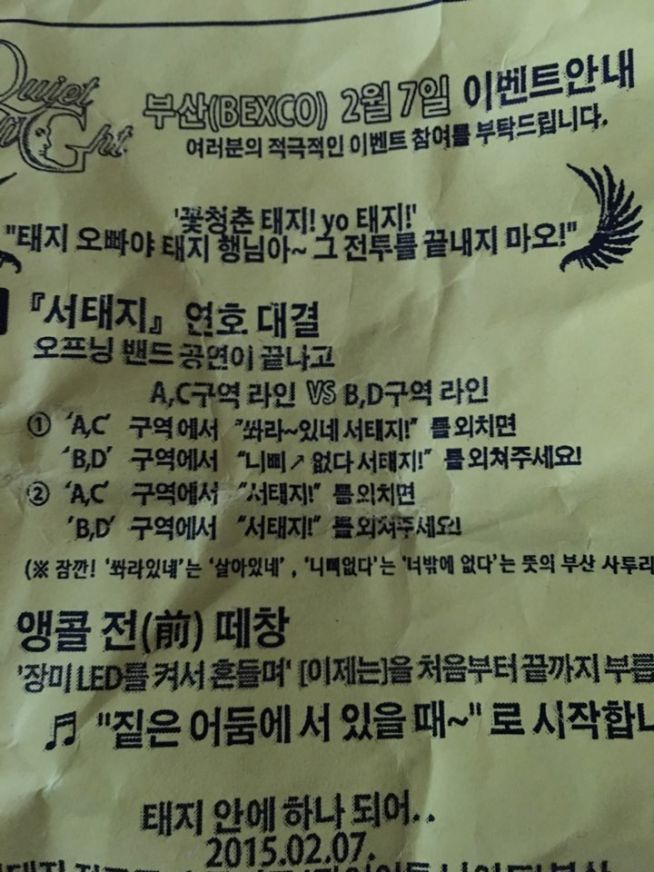 Quiet
Night
부산(BEXCO) 2월 7일 이벤트안내
여러분의 적극적인 이벤트 참여를 부탁드립니다.
'꽃청춘 태지! yo 태지!'
"태지 오빠야 태지 행님아~ 그 전투를 끝내지 마오!"
『서태지』 연호 대결
오프닝 밴드 공연이 끝나고
A,C구역 라인 VS B,D구역 라인
① 'A,C' 구역에서 "쏴라~있네 서태지!" 를 외치면
'B,D' 구역에서 "니삐↗없다 서태지!" 를 외쳐주세요!
② 'A,C' 구역에서 "서태지!" 를 외치면
'B,D' 구역에서 "서태지!" 를 외쳐주세요!
(※ 잠깐! '쏴라있네'는 '살아있네' , '니삐없다'는 '너밖에 없다'는 뜻의 부산 사투리
앵콜 전(前) 떼창
'장미 LED를 켜서 흔들며' [이제는]을 처음부터 끝까지 부를
♬ "짙은 어둠에 서 있을 때~" 로 시작합니
태지 안에 하나 되어..
2015.02.07.